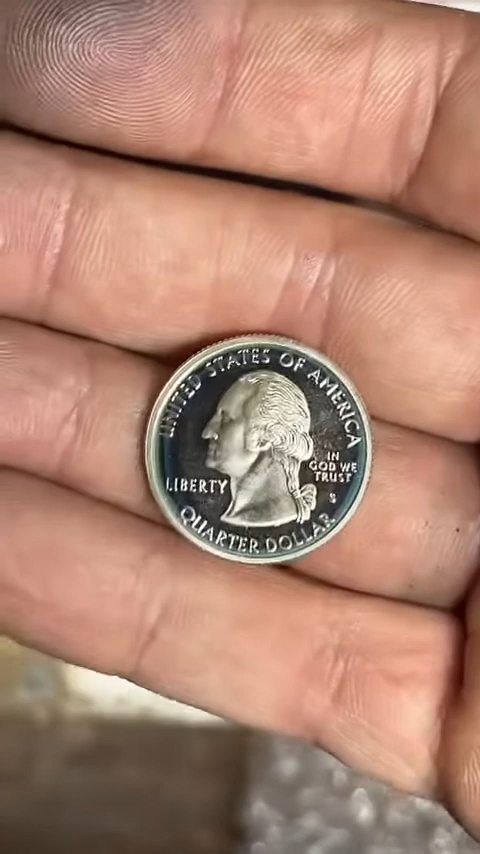 UNITED STATES OF AMERICA
IN
GOD WE
TRUST
LIBERTY
S
QUARTER DOLLAR